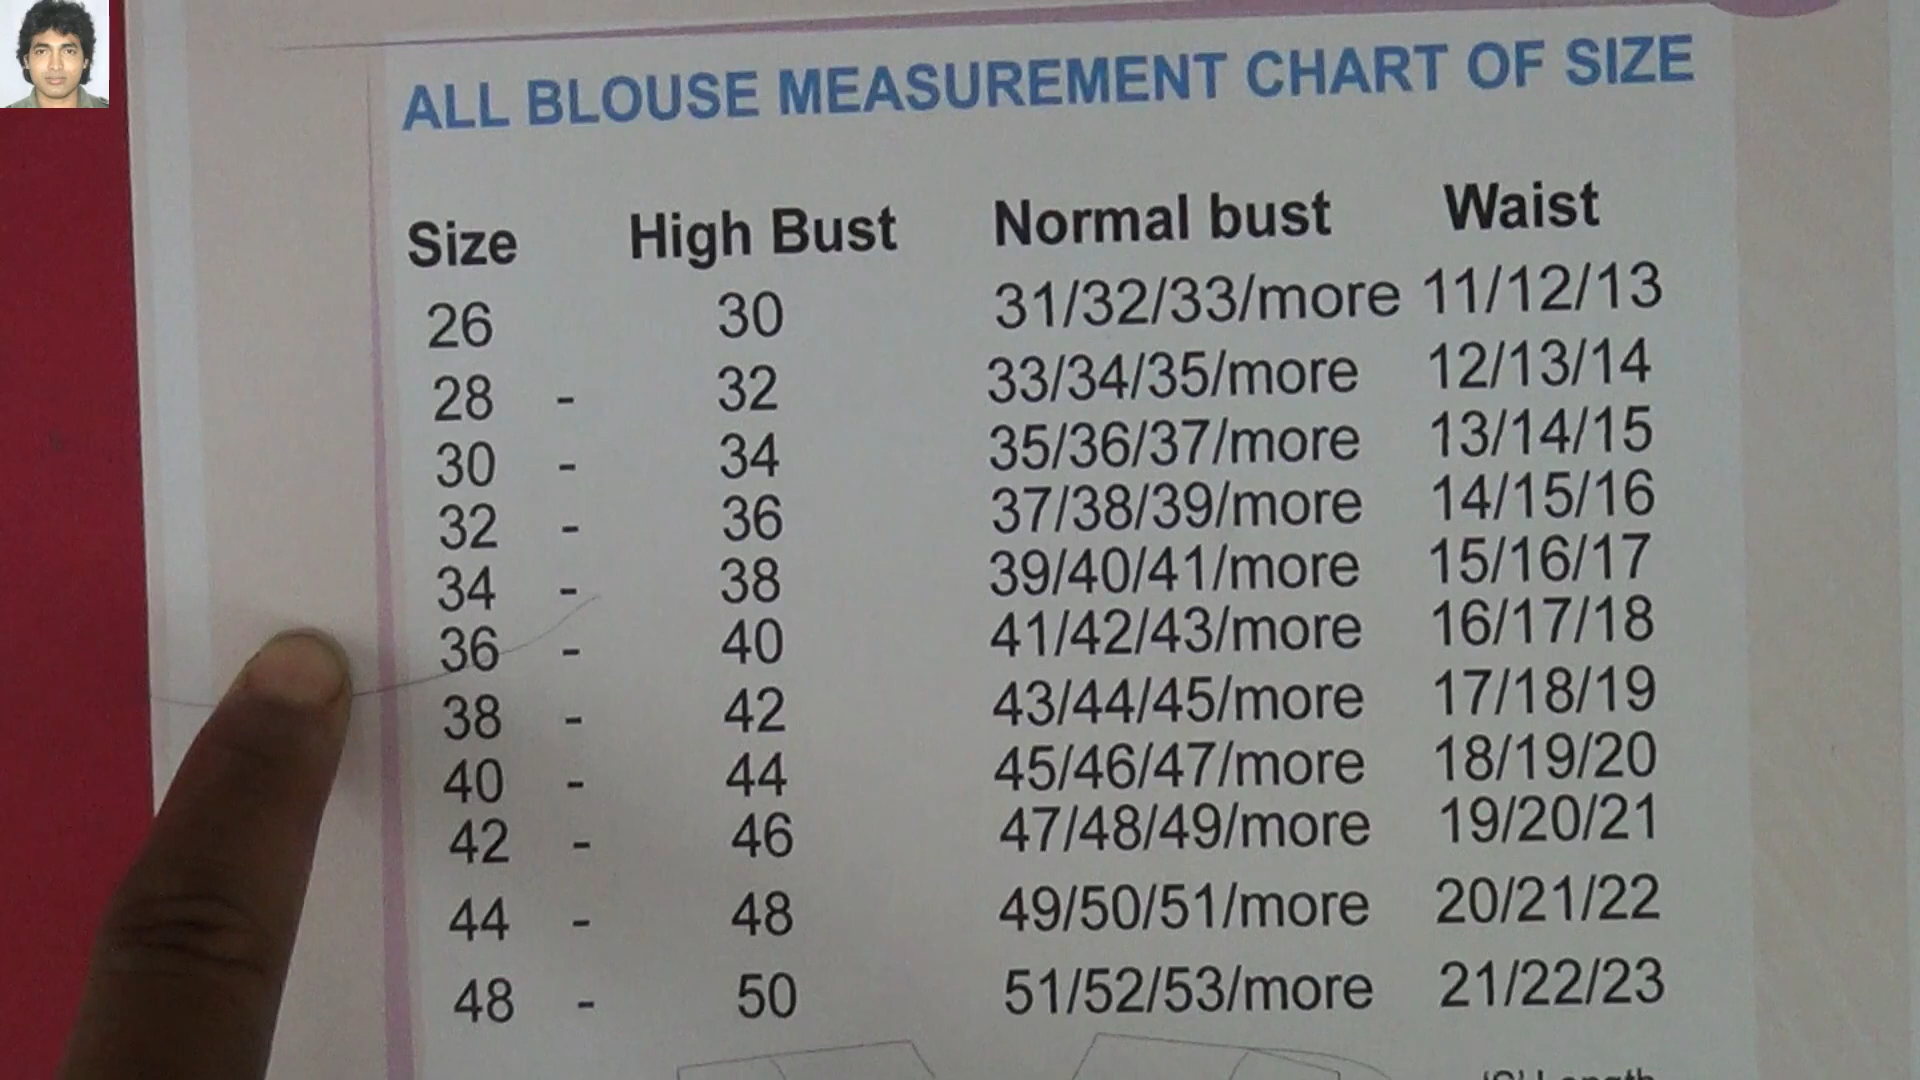 ALL BLOUSE MEASUREMENT CHART OF SIZE
Size High Bust Normal bust Waist
26 30 31/32/33/more 11/12/13
28 - 32 33/34/35/more 12/13/14
30 - 34 35/36/37/more 13/14/15
32 - 36 37/38/39/more 14/15/16
34 - 38 39/40/41/more 15/16/17
36 - 40 41/42/43/more 16/17/18
38 - 42 43/44/45/more 17/18/19
40 - 44 45/46/47/more 18/19/20
42 - 46 47/48/49/more 19/20/21
44 - 48 49/50/51/more 20/21/22
48 - 50 51/52/53/more 21/22/23